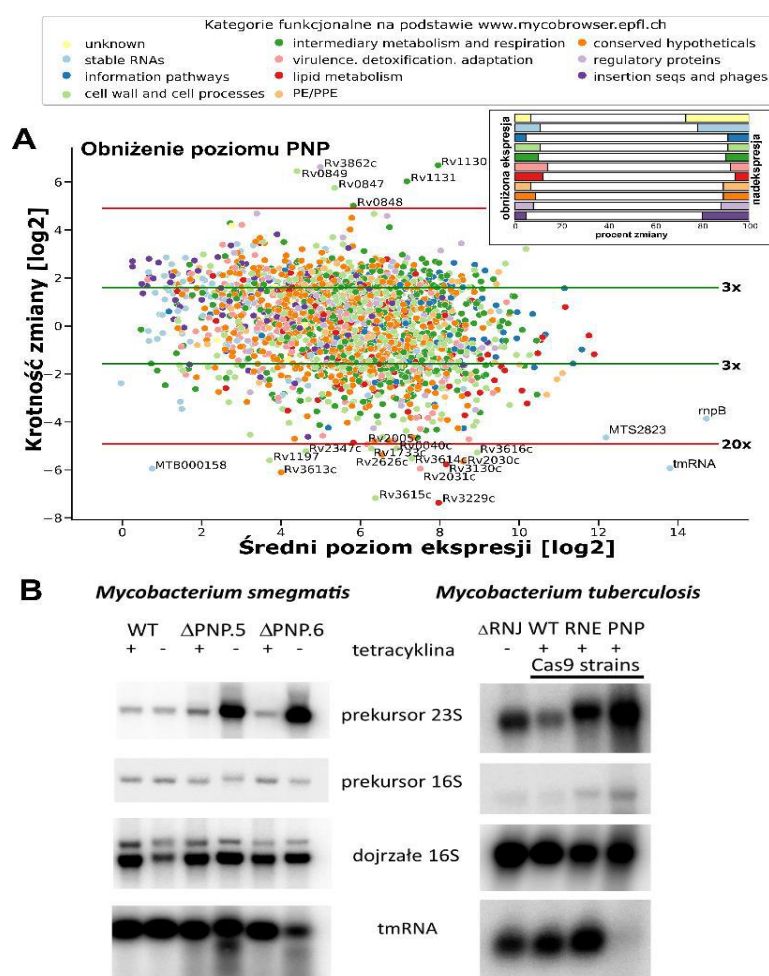 Kategorie funkcjonalne na podstawie www.mycobrowser.epfl.ch
unknown
stable RNAs
information pathways
cell wall and cell processes
intermediary metabolism and respiration
virulence. detoxification. adaptation
lipid metabolism
PE/PPE
conserved hypotheticals
regulatory proteins
insertion seqs and phages
A
Obniżenie poziomu PNP
Rv3862c
Rv1130
Rv0849
Rv1131
Rv0847
Rv0848
obniżona ekspresja
nadekspresja
0 20 40 60 80 100
procent zmiany
Krotność zmiany [log2]
6
4
2
0
−2
−4
−6
−8
3x
3x
20x
rnpB
MTS2823
tmRNA
Rv2005c
Rv2347c
Rv0040c
Rv1197
Rv1733c
Rv3616c
MTB000158
Rv3613c
Rv2626c
Rv3614c
Rv2030c
Rv3130c
Rv2031c
Rv3615c
Rv3229c
0 2 4 6 8 10 12 14
Średni poziom ekspresji [log2]
B
Mycobacterium smegmatis
Mycobacterium tuberculosis
WT ΔPNP.5 ΔPNP.6
+ - + - + -
tetracyklina
ΔRNJ WT RNE PNP
- + + +
Cas9 strains
prekursor 23S
prekursor 16S
dojrzałe 16S
tmRNA